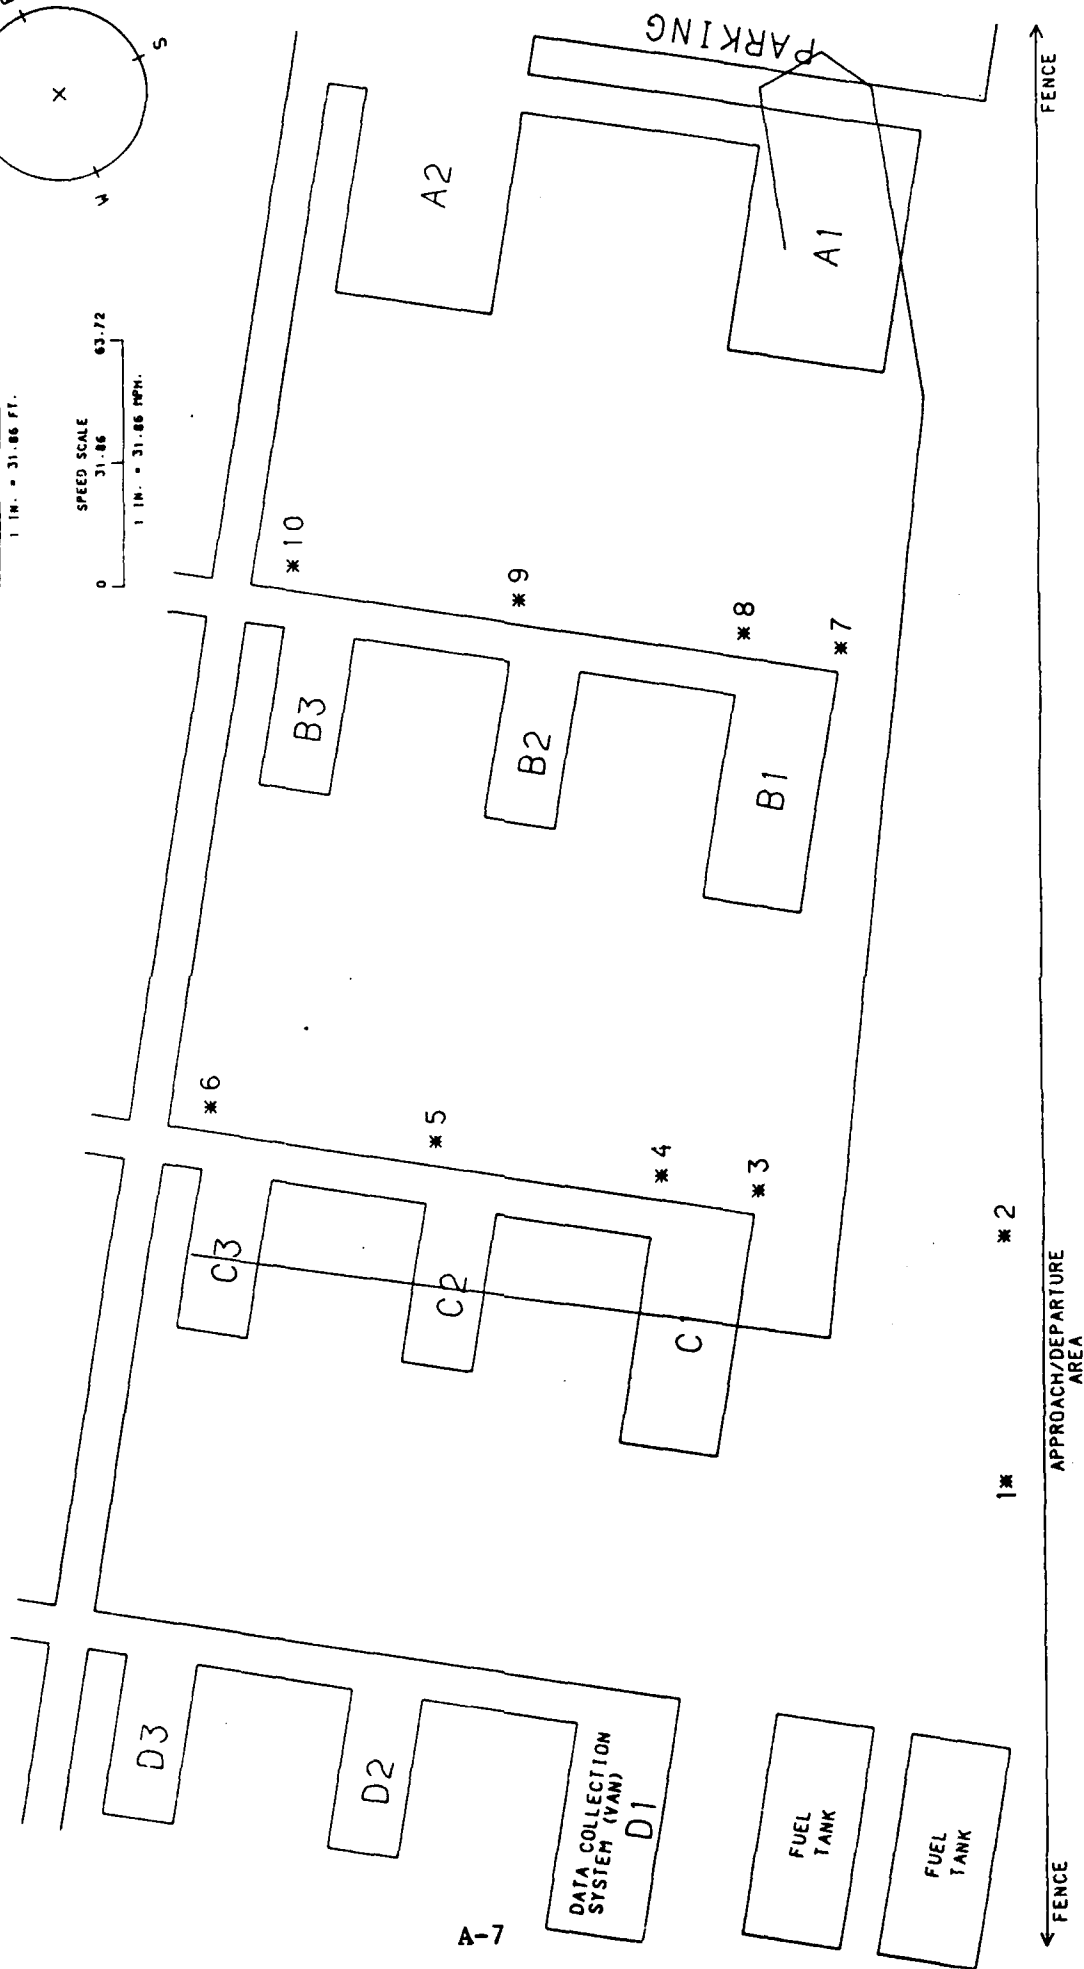 S
W
1 IN. = 31.86 FT.
SPEED SCALE
0 31.86 63.72
1 IN. = 31.86 MPH.
PARKING
A2
A1
* 10
* 9
* 8
* 7
B3
B2
B1
* 6
* 5
* 4
* 3
* 2
1*
C3
C2
C1
D3
D2
DATA COLLECTION
SYSTEM (VAN)
D1
FUEL
TANK
FUEL
TANK
FENCE
APPROACH/DEPARTURE
AREA
FENCE
A-7